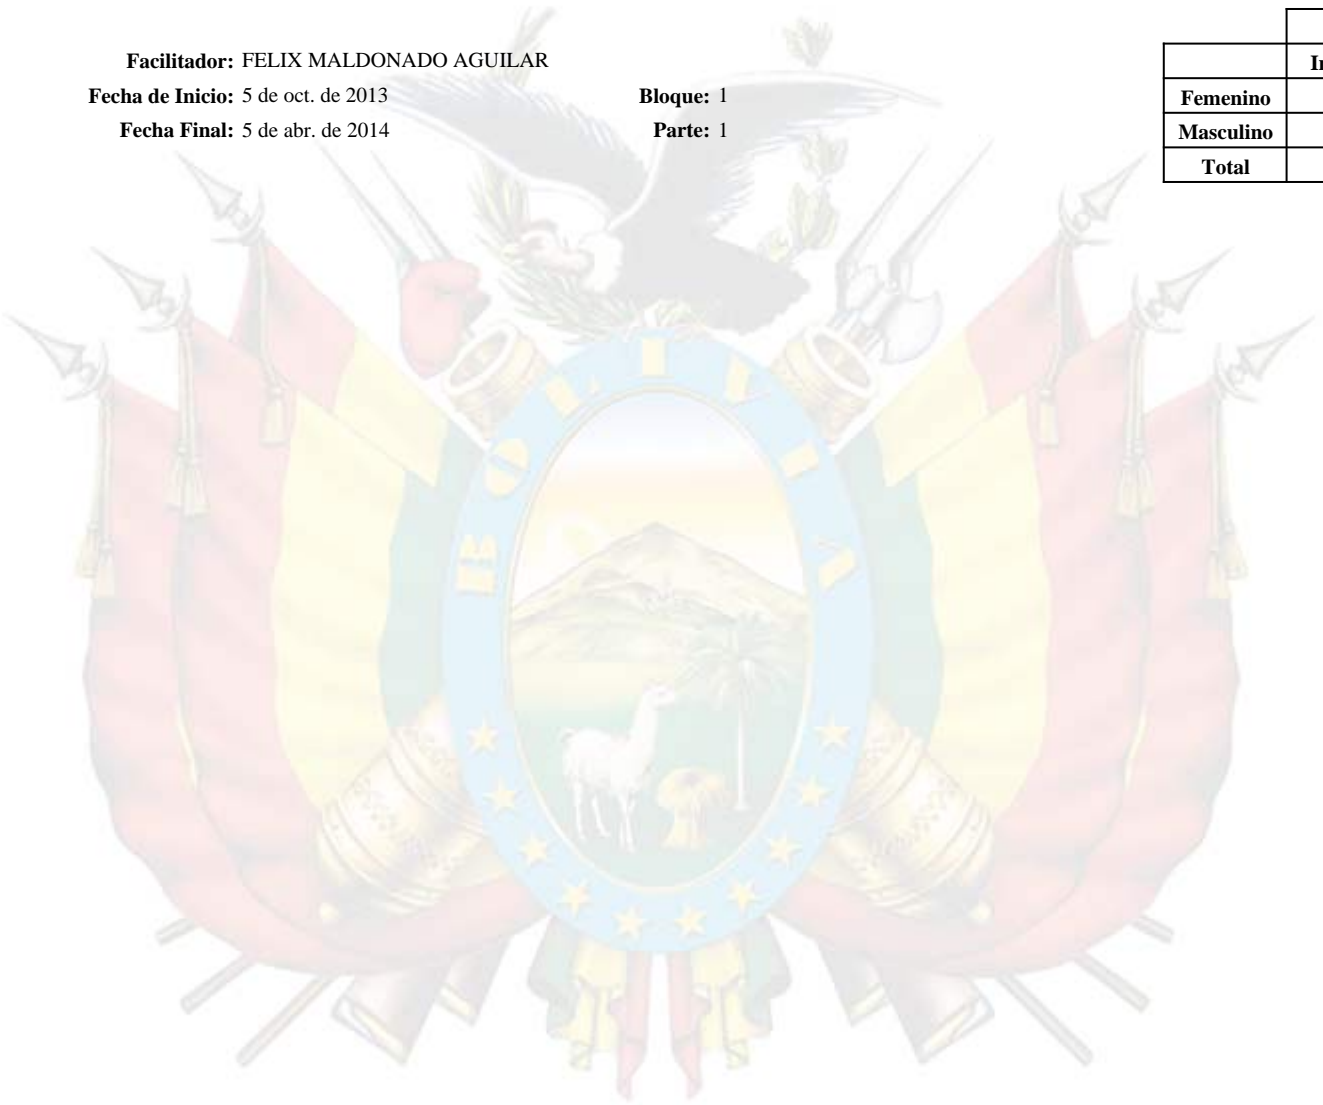 Facilitador: FELIX MALDONADO AGUILAR
Fecha de Inicio: 5 de oct. de 2013 Bloque: 1
Fecha Final: 5 de abr. de 2014 Parte: 1
Femenino
Masculino
Total
BOLIVIA